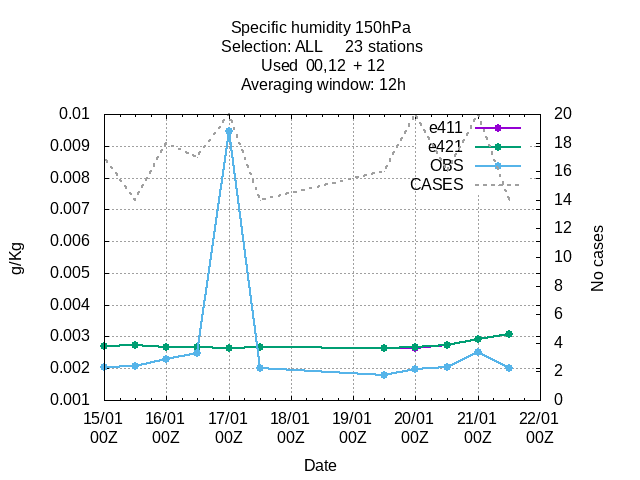 Specific humidity 150hPa
Selection: ALL 23 stations
Used 00,12 + 12
Averaging window: 12h
0.01
0.009
0.008
0.007
0.006
0.005
0.004
0.003
0.002
0.001
g/Kg
e411
e421
OBS
CASES
20
18
16
14
12
10
8
6
4
2
0
No cases
15/01 16/01 17/01 18/01 19/01 20/01 21/01 22/01
00Z 00Z 00Z 00Z 00Z 00Z 00Z 00Z
Date